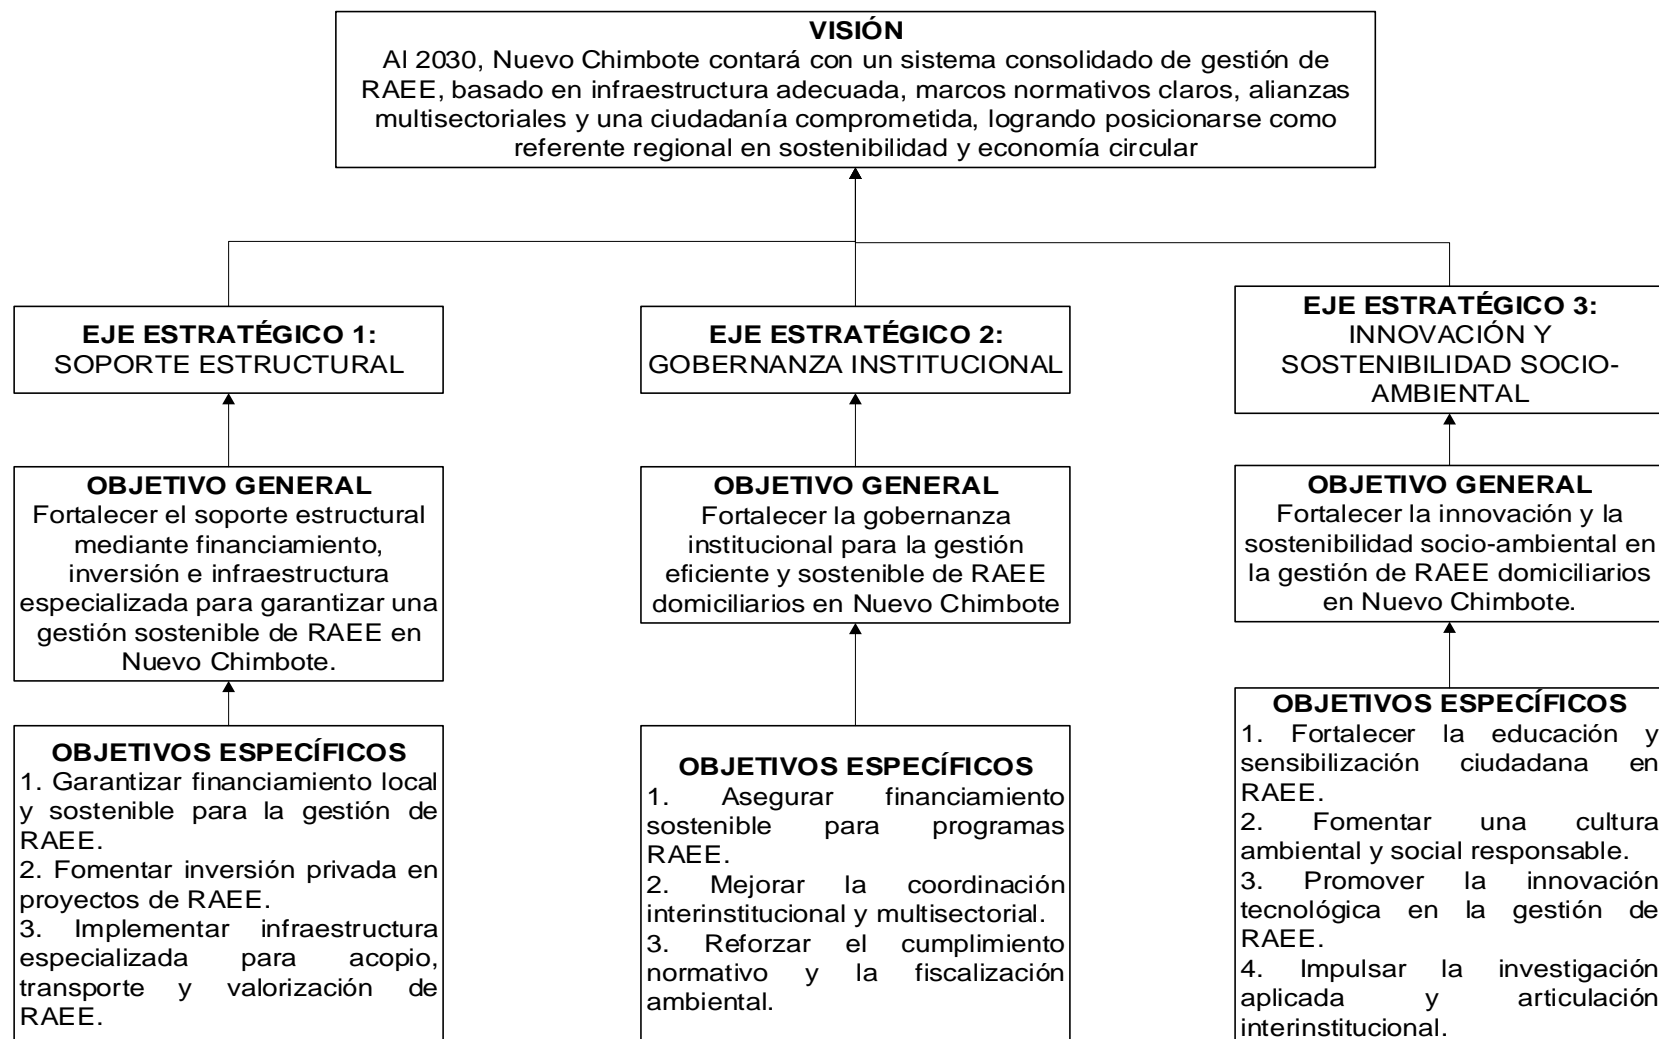 VISIÓN
Al 2030, Nuevo Chimbote contará con un sistema consolidado de gestión de
RAEE, basado en infraestructura adecuada, marcos normativos claros, alianzas
multisectoriales y una ciudadanía comprometida, logrando posicionarse como
referente regional en sostenibilidad y economía circular
EJE ESTRATÉGICO 1:
SOPORTE ESTRUCTURAL
OBJETIVO GENERAL
Fortalecer el soporte estructural
mediante financiamiento,
inversión e infraestructura
especializada para garantizar una
gestión sostenible de RAEE en
Nuevo Chimbote.
OBJETIVOS ESPECÍFICOS
1. Garantizar financiamiento local
y sostenible para la gestión de
RAEE.
2. Fomentar inversión privada en
proyectos de RAEE.
3. Implementar infraestructura
especializada para acopio,
transporte y valorización de
RAEE.
EJE ESTRATÉGICO 2:
GOBERNANZA INSTITUCIONAL
OBJETIVO GENERAL
Fortalecer la gobernanza
institucional para la gestión
eficiente y sostenible de RAEE
domiciliarios en Nuevo Chimbote
OBJETIVOS ESPECÍFICOS
1. Asegurar financiamiento
sostenible para programas
RAEE.
2. Mejorar la coordinación
interinstitucional y multisectorial.
3. Reforzar el cumplimiento
normativo y la fiscalización
ambiental.
EJE ESTRATÉGICO 3:
INNOVACIÓN Y
SOSTENIBILIDAD SOCIO-
AMBIENTAL
OBJETIVO GENERAL
Fortalecer la innovación y la
sostenibilidad socio-ambiental en
la gestión de RAEE domiciliarios
en Nuevo Chimbote.
OBJETIVOS ESPECÍFICOS
1. Fortalecer la educación y
sensibilización ciudadana en
RAEE.
2. Fomentar una cultura
ambiental y social responsable.
3. Promover la innovación
tecnológica en la gestión de
RAEE.
4. Impulsar la investigación
aplicada y articulación
interinstitucional.